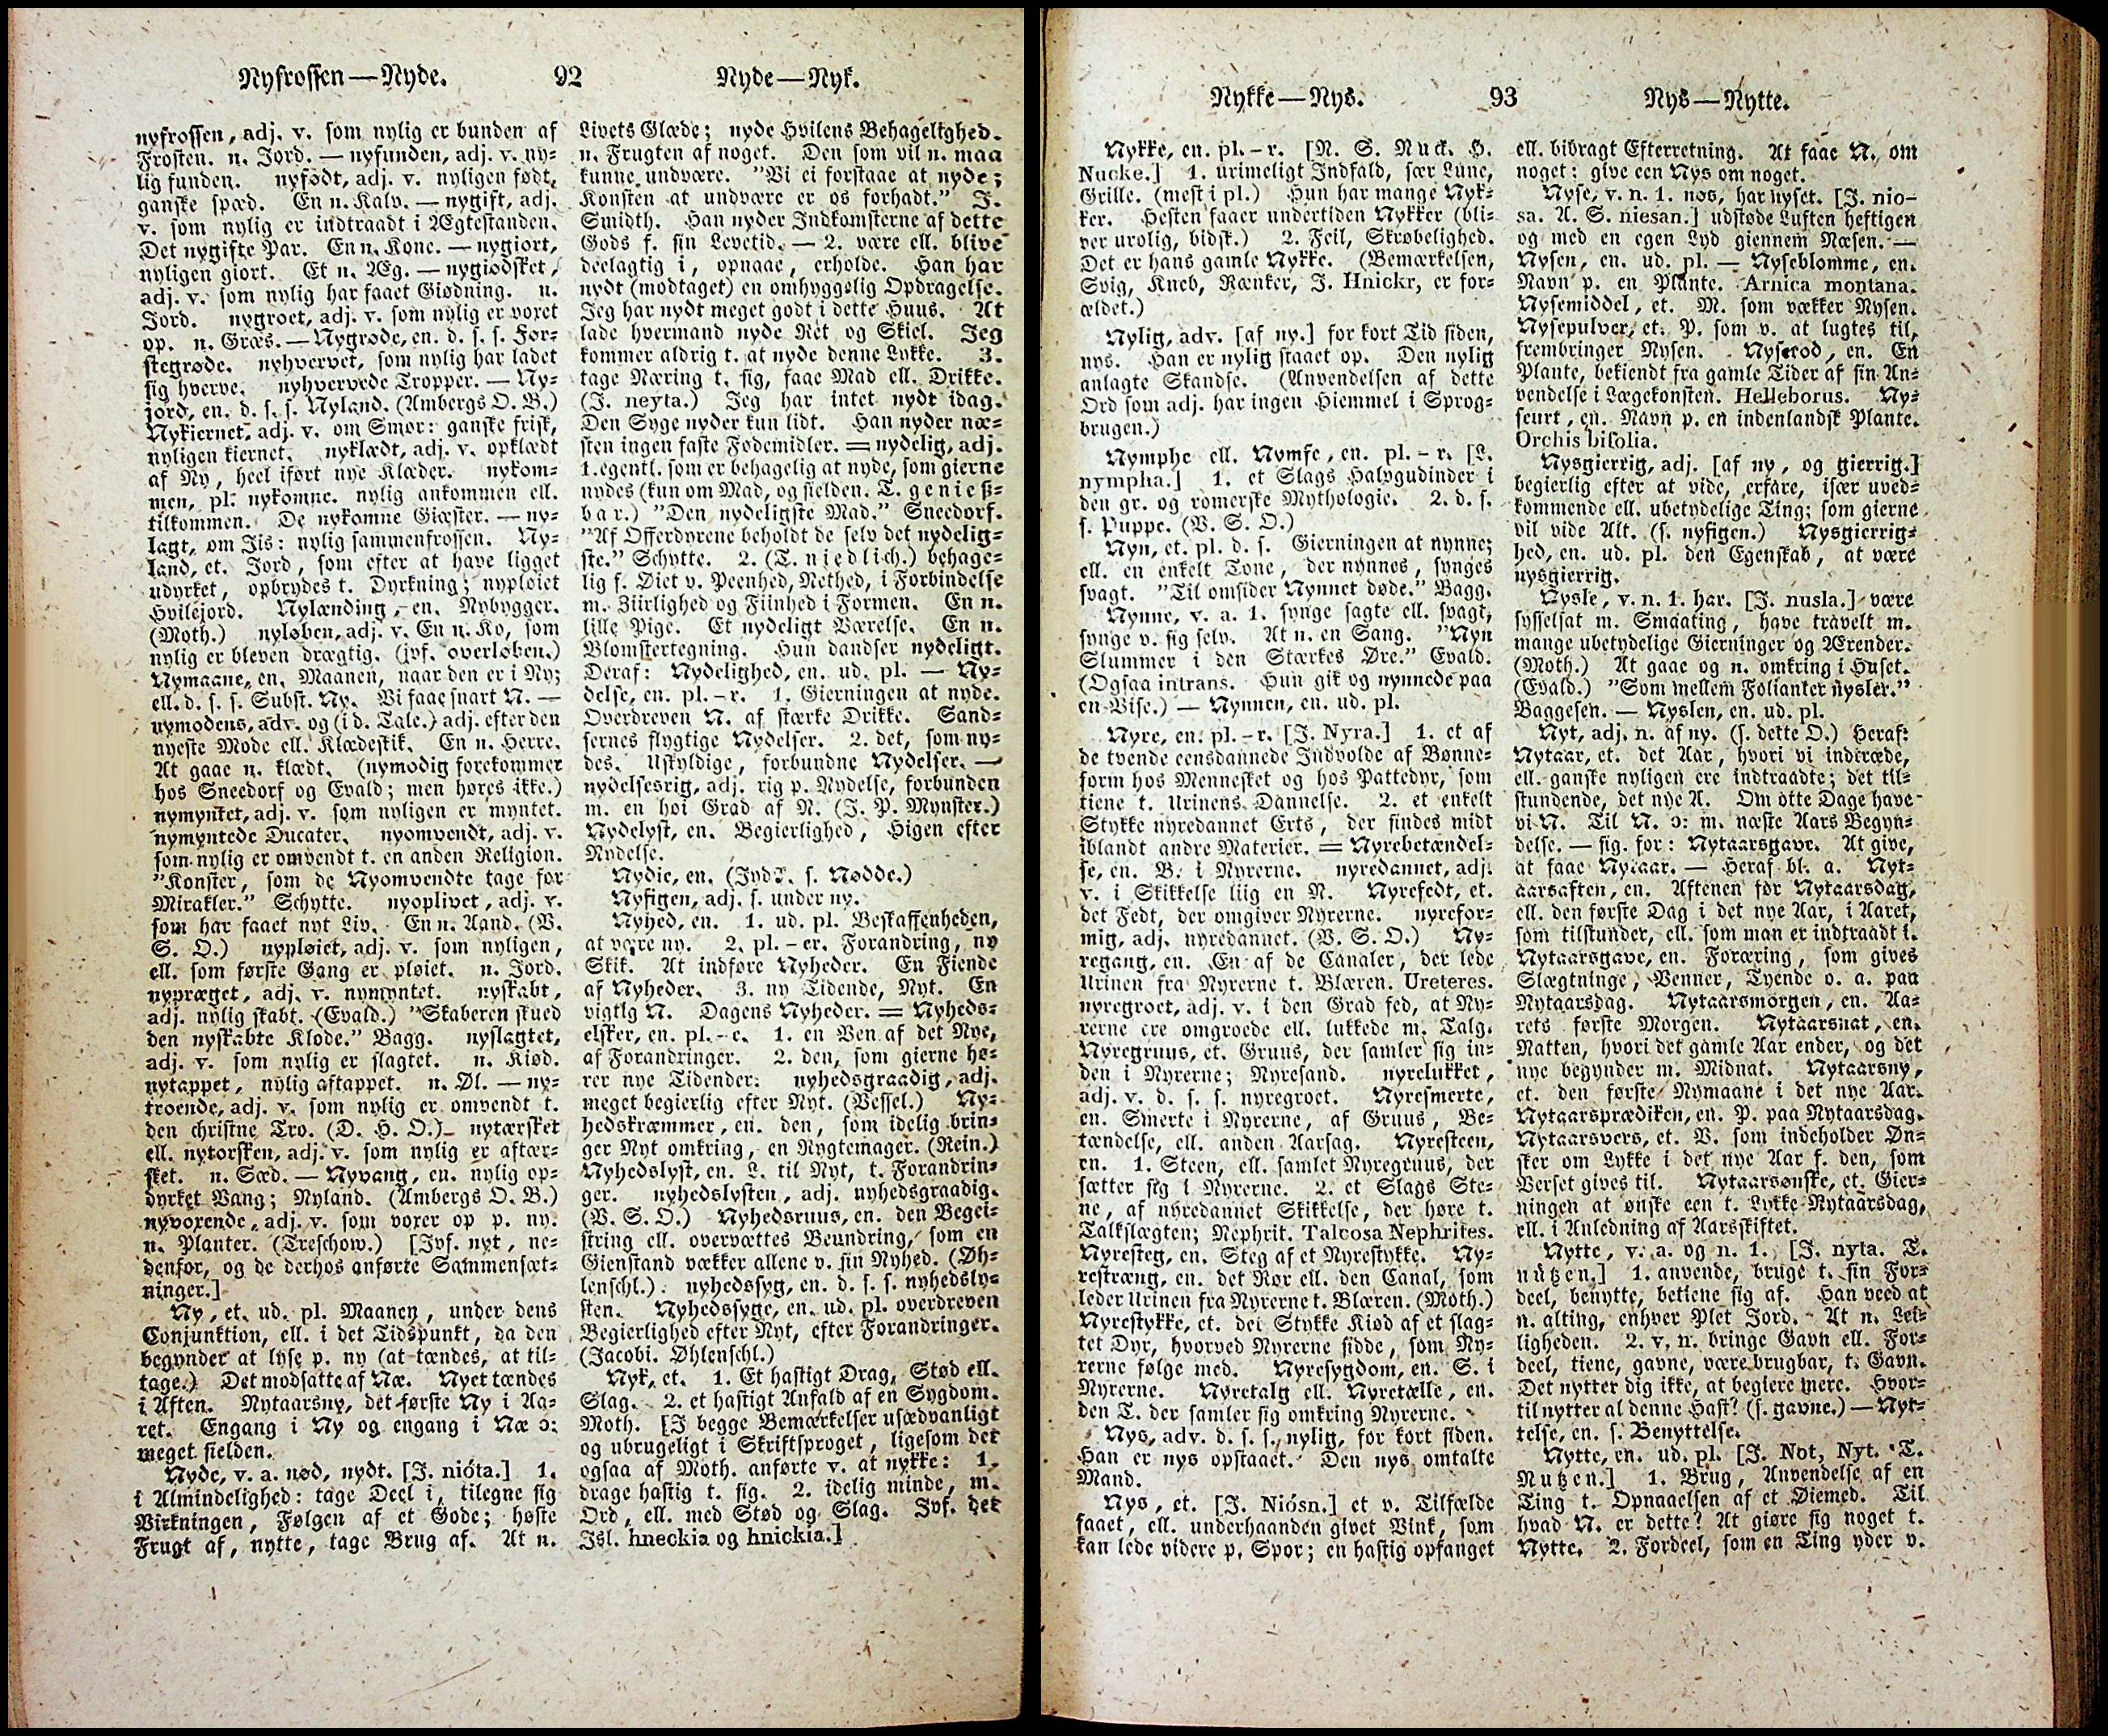 Nyfrossen—Nyde.
92
Nyde—Nyk.
nyfrossen, adj. v. som nylig er bunden af
Frosten. n. Jord. — nyfunden, adj. v. ny-
lig funden. nyfødt, adj. v. nyligen født,
ganske spæd. En n. Kalv. — nygift, adj.
v. som nylig er indtraadt i Ægtestanden.
Det nygifte Par. En n. Kone. — nygiort,
nyligen giort. Et n. Æg. — nygiødsket,
adj. v. som nylig har faaet Giødning. n.
Jord. nygroet, adj. v. som nylig er voxet
op. n. Græs. — Nygrøde, en. d. s. s. Før-
stegrøde. nyhvervet, som nylig har ladet
sig hverve. nyhvervede Tropper. — Ny-
jord, en. d. s. s. Nyland. (Ambergs O. B.)
Nykiernet, adj. v. om Smør: ganske frisk,
nyligen kiernet. nyklædt, adj. v. opklædt
af Ny, heel iført nye Klæder. nykom-
men, pl. nykomne. nylig ankommen ell.
tilkommen. De nykomne Giæster. — ny-
lagt, om Jis: nylig sammenfrossen. Ny-
land, et. Jord, som efter at have ligget
udyrket, opbrydes t. Dyrkning; nypløiet
Hvilejord. Nylænding, en. Nybygger.
(Moth.) nyløben, adj. v. En n. Ko, som
nylig er bleven drægtig. (jvf. overløben.)
Nymaane, en. Maanen, naar den er i Ny;
ell. d. s. s. Subst. Ny. Vi faae snart N. —
nymodens, adv. og (i d. Tale.) adj. efter den
nyeste Mode ell. Klædeskik. En n. Herre.
At gaae n. klædt. (nymodig forekommer
hos Sneedorf og Evald; men høres ikke.)
nymyntet, adj. v. som nyligen er myntet.
nymyntede Ducater. nyomvendt, adj. v.
som nylig er omvendt t. en anden Religion.
"Konster, som de Nyomvendte tage for
Mirakler." Schytte. nyoplivet, adj. v.
som har faaet nyt Liv. En n. Aand. (V.
S. O.) nypløiet, adj. v. som nyligen,
ell. som første Gang er pløiet. n. Jord.
nypræget, adj. v. nymyntet. nyskabt,
adj. nylig skabt. (Evald.) "Skaberen skued
den nyskabte Klode." Bagg. nyslagtet,
adj. v. som nylig er slagtet. n. Kiød.
nytappet, nylig aftappet. n. Øl. — ny-
troende, adj. v. som nylig er omvendt t.
den christne Tro. (D. H. O.) nytærsket
ell. nytorsken, adj. v. som nylig er aftær-
sket. n. Sæd. — Nyvang, en. nylig op-
dyrket Vang; Nyland. (Ambergs O. B.)
nyvoxende, adj. v. som voxer op p. ny.
n. Planter. (Treschow.) [Jvf. nyt, ne-
denfor, og de derhos anførte Sammensæt-
ninger.]
Ny, et. ud. pl. Maanen, under dens
Conjunktion, ell. i det Tidspunkt, da den
begynder at lyse p. ny (at tændes, at til-
tage.) Det modsatte af Næ. Nyet tændes
i Aften. Nytaarsny, det første Ny i Aa-
ret. Engang i Ny og engang i Næ ɔ:
meget sielden.
Nyde, v. a. nød, nydt. [I. nióta.] 1.
i Almindelighed: tage Deel i, tilegne sig
Virkningen, Følgen af et Gode; høste
Frugt af, nytte, tage Brug af. At n.
Livets Glæde; nyde Hvilens Behagelighed.
n. Frugten af noget. Den som vil n. maa
kunne undvære. "Vi ei forstaae at nyde;
Konsten at undvære er os forhadt." J.
Smidth. Han nyder Indkomsterne af dette
Gods f. sin Levetid. — 2. være ell. blive
deelagtig i, opnaae, erholde. Han har
nydt (modtaget) en omhyggelig Opdragelse.
Jeg har nydt meget godt i dette Huus. At
lade hvermand nyde Ret og Skiel. Jeg
kommer aldrig t. at nyde denne Lykke. 3.
tage Næring t. sig, faae Mad ell. Drikke.
(I. neyta.) Jeg har intet nydt idag.
Den Syge nyder kun lidt. Han nyder næ-
sten ingen faste Fødemidler. = nydelig, adj.
1. egentl. som er behagelig at nyde, som gierne
nydes (kun om Mad, og sielden. T. genieß-
bar.) "Den nydeligste Mad." Sneedorf.
"Af Offerdyrene beholdt de selv det nydelig-
ste." Schytte. 2. (T. niedlich.) behage-
lig f. Øiet v. Peenhed, Nethed, i Forbindelse
m. Ziirlighed og Fiinhed i Formen. En n.
lille Pige. Et nydeligt Værelse. En n.
Blomstertegning. Hun dandser nydeligt.
Deraf: Nydelighed, en. ud. pl. — Ny-
delse, en. pl. -r. 1. Gierningen at nyde.
Overdreven N. af stærke Drikke. Sand-
sernes flygtige Nydelser. 2. det, som ny-
des. Uskyldige, forbundne Nydelser. —
nydelsesrig, adj. rig p. Nydelse, forbunden
m. en høi Grad af N. (J. P. Mynster.)
Nydelyst, en. Begierlighed, Higen efter
Nydelse.
Nydie, en. (Jydsk. s. Nødde.)
Nyfigen, adj. s. under ny.
Nyhed, en. 1. ud. pl. Beskaffenheden,
at være ny. 2. pl. -er. Forandring, ny
Skik. At indføre Nyheder. En Fiende
af Nyheder. 3. ny Tidende, Nyt. En
vigtig N. Dagens Nyheder. = Nyheds-
elsker, en. pl. -e. 1. en Ven af det Nye,
af Forandringer. 2. den, som gierne hø-
rer nye Tidender. nyhedsgraadig, adj.
meget begierlig efter Nyt. (Vessel.) Ny-
hedskræmmer, en. den, som idelig brin-
ger Nyt omkring, en Rygtemager. (Rein.)
Nyhedslyst, en. L. til Nyt, t. Forandrin-
ger. nyhedslysten, adj. nyhedsgraadig.
(V. S. O.) Nyhedsruus, en. den Begei-
string ell. overvættes Beundring, som en
Gienstand vækker allene v. sin Nyhed. (Øh-
lenschl.) nyhedssyg, en. d. s. s. nyhedsly-
sten. Nyhedssyge, en. ud. pl. overdreven
Begierlighed efter Nyt, efter Forandringer.
(Jacobi. Øhlenschl.)
Nyk, et. 1. Et hastigt Drag, Stød ell.
Slag. 2. et hastigt Anfald af en Sygdom.
Moth. [I begge Bemærkelser usædvanligt
og ubrugeligt i Skriftsproget, ligesom det
ogsaa af Moth. anførte v. at nykke: 1.
drage hastig t. sig. 2. idelig minde, m.
Ord, ell. med Stød og Slag. Jvf. det
Isl. hneckia og hnickia.]
Nykke—Nys.
93
Nys—Nytte.
Nykke, en. pl. -r. [N. S. Nuck. H.
Nucke.] 1. urimeligt Indfald, sær Lune,
Grille. (mest i pl.) Hun har mange Nyk-
ker. Hesten faaer undertiden Nykker (bli-
ver urolig, bidsk.) 2. Feil, Skrøbelighed.
Det er hans gamle Nykke. (Bemærkelsen,
Svig, Kneb, Rænker, I. Hnickr, er for-
ældet.)
Nylig, adv. [af ny.] for kort Tid siden,
nys. Han er nylig staaet op. Den nylig
anlagte Skandse. (Anvendelsen af dette
Ord som adj. har ingen Hiemmel i Sprog-
brugen.)
Nymphe ell. Nymfe, en. pl. -r. [L.
nympha.] 1. et Slags Halvgudinder i
den gr. og romerske Mythologie. 2. d. s.
s. Puppe. (V. S. O.)
Nyn, et. pl. d. s. Gierningen at nynne;
ell. en enkelt Tone, der nynnes, synges
svagt. "Til omsider Nynnet døde." Bagg.
Nynne, v. a. 1. synge sagte ell. svagt,
synge v. sig selv. At n. en Sang. "Nyn
Slummer i den Stærkes Øre." Evald.
(Ogsaa intrans. Hun gik og nynnede paa
en Vise.) — Nynnen, en. ud. pl.
Nyre, en. pl. -r. [I. Nyra.] 1. et af
de tvende eensdannede Indvolde af Bønne-
form hos Mennesket og hos Pattedyr, som
tiene t. Urinens Dannelse. 2. et enkelt
Stykke nyredannet Erts, der findes midt
iblandt andre Materier. = Nyrebetændel-
se, en. B. i Nyrerne. nyredannet, adj.
v. i Skikkelse liig en N. Nyrefedt, et.
det Fedt, der omgiver Nyrerne. nyrefor-
mig, adj. nyredannet. (V. S. O.) Ny-
regang, en. En af de Canaler, der lede
Urinen fra Nyrerne t. Blæren. Ureteres.
nyregroet, adj. v. i den Grad fed, at Ny-
rerne ere omgroede ell. lukkede m. Talg.
Nyregruus, et. Gruus, der samler sig in-
den i Nyrerne; Nyresand. nyrelukket,
adj. v. d. s. s. nyregroet. Nyresmerte,
en. Smerte i Nyrerne, af Gruus, Be-
tændelse, ell. anden Aarsag. Nyresteen,
en. 1. Steen, ell. samlet Nyregruus, der
sætter sig i Nyrerne. 2. et Slags Ste-
ne, af nyredannet Skikkelse, der høre t.
Talkslægten; Nephrit. Talcosa Nephrites.
Nyresteg, en. Steg af et Nyrestykke. Ny-
restræng, en. det Rør ell. den Canal, som
leder Urinen fra Nyrerne t. Blæren. (Moth.)
Nyrestykke, et. det Stykke Kiød af et slag-
tet Dyr, hvorved Nyrerne sidde, som Ny-
rerne følge med. Nyresygdom, en. S. i
Nyrerne. Nyretalg ell. Nyretælle, en.
den T. der samler sig omkring Nyrerne.
Nys, adv. d. s. s. nylig, for kort siden.
Han er nys opstaaet. Den nys omtalte
Mand.
Nys, et. [I. Niósn.] et v. Tilfælde
faaet, ell. underhaanden givet Vink, som
kan lede videre p. Spor; en hastig opfanget
ell. bibragt Efterretning. At faae N. om
noget; give een Nys om noget.
Nyse, v. n. 1. nøs, har nyset. [I. nio-
sa. A. S. niesan.] udstøde Luften heftigen
og med en egen Lyd giennem Næsen. —
Nysen, en. ud. pl. — Nyseblomme, en.
Navn p. en Plante. Arnica montana.
Nysemiddel, et. M. som vækker Nysen.
Nysepulver, et. P. som v. at lugtes til,
frembringer Nysen. Nyserod, en. En
Plante, bekiendt fra gamle Tider af sin An-
vendelse i Lægekonsten. Helleborus. Ny-
seurt, en. Navn p. en indenlandsk Plante.
Orchis bifolia.
Nysgierrig, adj. [af ny, og gierrig.]
begierlig efter at vide, erfare, især uved-
kommende ell. ubetydelige Ting; som gierne
vil vide Alt. (s. nyfigen.) Nysgierrig-
hed, en. ud. pl. den Egenskab, at være
nysgierrig.
Nysle, v. n. 1. har. [I. nusla.] være
sysselsat m. Smaating, have travelt m.
mange ubetydelige Gierninger og Ærender.
(Moth.) At gaae og n. omkring i Huset.
(Evald.) "Som mellem Folianter nysler."
Baggesen. — Nyslen, en. ud. pl.
Nyt, adj. n. af ny. (s. dette O.) Heraf:
Nytaar, et. det Aar, hvori vi indtræde,
ell. ganske nyligen ere indtraadte; det til-
stundende, det nye A. Om otte Dage have
vi N. Til N. ɔ: m. næste Aars Begyn-
delse. — fig. for: Nytaarsgave. At give,
at faae Nytaar. — Heraf bl. a. Nyt-
aarsaften, en. Aftenen før Nytaarsdag,
ell. den første Dag i det nye Aar, i Aaret,
som tilstunder, ell. som man er indtraadt i.
Nytaarsgave, en. Foræring, som gives
Slægtninge, Venner, Tyende o. a. paa
Nytaarsdag. Nytaarsmorgen, en. Aa-
rets første Morgen. Nytaarsnat, en.
Natten, hvori det gamle Aar ender, og det
nye begynder m. Midnat. Nytaarsny,
et. den første Nymaane i det nye Aar.
Nytaarsprædiken, en. P. paa Nytaarsdag.
Nytaarsvers, et. V. som indeholder Øn-
sker om Lykke i det nye Aar f. den, som
Verset gives til. Nytaarsønske, et. Gier-
ningen at ønske een t. Lykke Nytaarsdag,
ell. i Anledning af Aarsskiftet.
Nytte, v. a. og n. 1. [I. nyta. T.
nützen.] 1. anvende, bruge t. sin For-
deel, benytte, betiene sig af. Han veed at
n. alting, enhver Plet Jord. At n. Lei-
ligheden. 2. v. n. bringe Gavn ell. For-
deel, tiene, gavne, være brugbar, t. Gavn.
Det nytter dig ikke, at begiere mere. Hvor-
til nytter al denne Hast? (s. gavne.) — Nyt-
telse, en. s. Benyttelse.
Nytte, en. ud. pl. [I. Not, Nyt. T.
Nutzen.] 1. Brug, Anvendelse af en
Ting t. Opnaaelsen af et Øiemed. Til
hvad N. er dette? At giøre sig noget t.
Nytte. 2. Fordeel, som en Ting yder v.